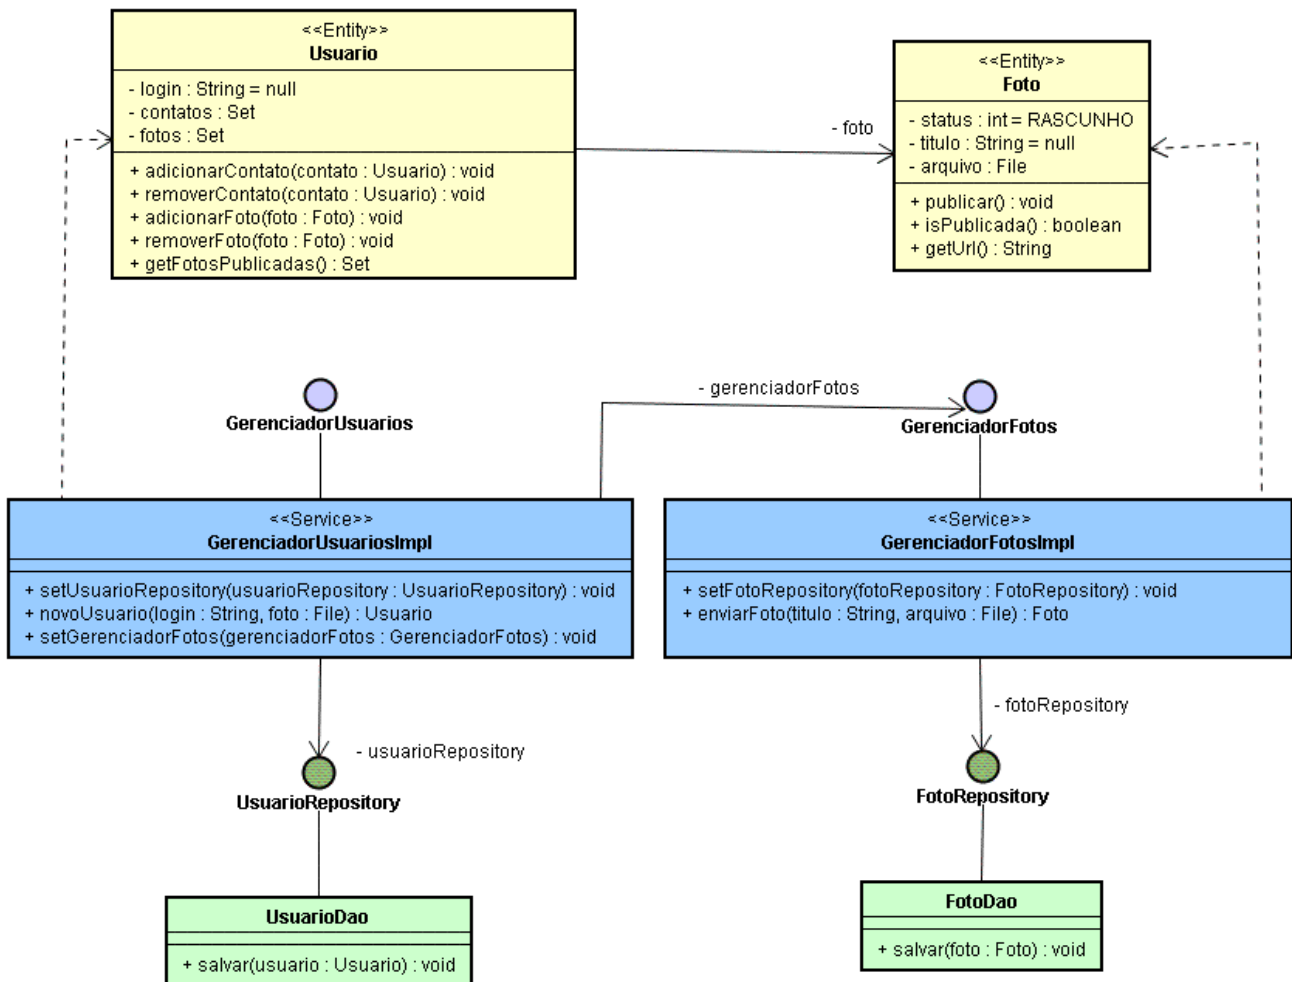 <<Entity>>
Usuario
- login : String = null
- contatos : Set
- fotos : Set
+ adicionarContato(contato : Usuario) : void
+ removerContato(contato : Usuario) : void
+ adicionarFoto(foto : Foto) : void
+ removerFoto(foto : Foto) : void
+ getFotosPublicadas() : Set
- foto
<<Entity>>
Foto
- status : int = RASCUNHO
- titulo : String = null
- arquivo : File
+ publicar() : void
+ isPublicada() : boolean
+ getUrl() : String
GerenciadorUsuarios
- gerenciadorFotos
GerenciadorFotos
<<Service>>
GerenciadorUsuariosImpl
+ setUsuarioRepository(usuarioRepository : UsuarioRepository) : void
+ novoUsuario(login : String, foto : File) : Usuario
+ setGerenciadorFotos(gerenciadorFotos : GerenciadorFotos) : void
<<Service>>
GerenciadorFotosImpl
+ setFotoRepository(fotoRepository : FotoRepository) : void
+ enviarFoto(titulo : String, arquivo : File) : Foto
- usuarioRepository
UsuarioRepository
- fotoRepository
FotoRepository
UsuarioDao
+ salvar(usuario : Usuario) : void
FotoDao
+ salvar(foto : Foto) : void